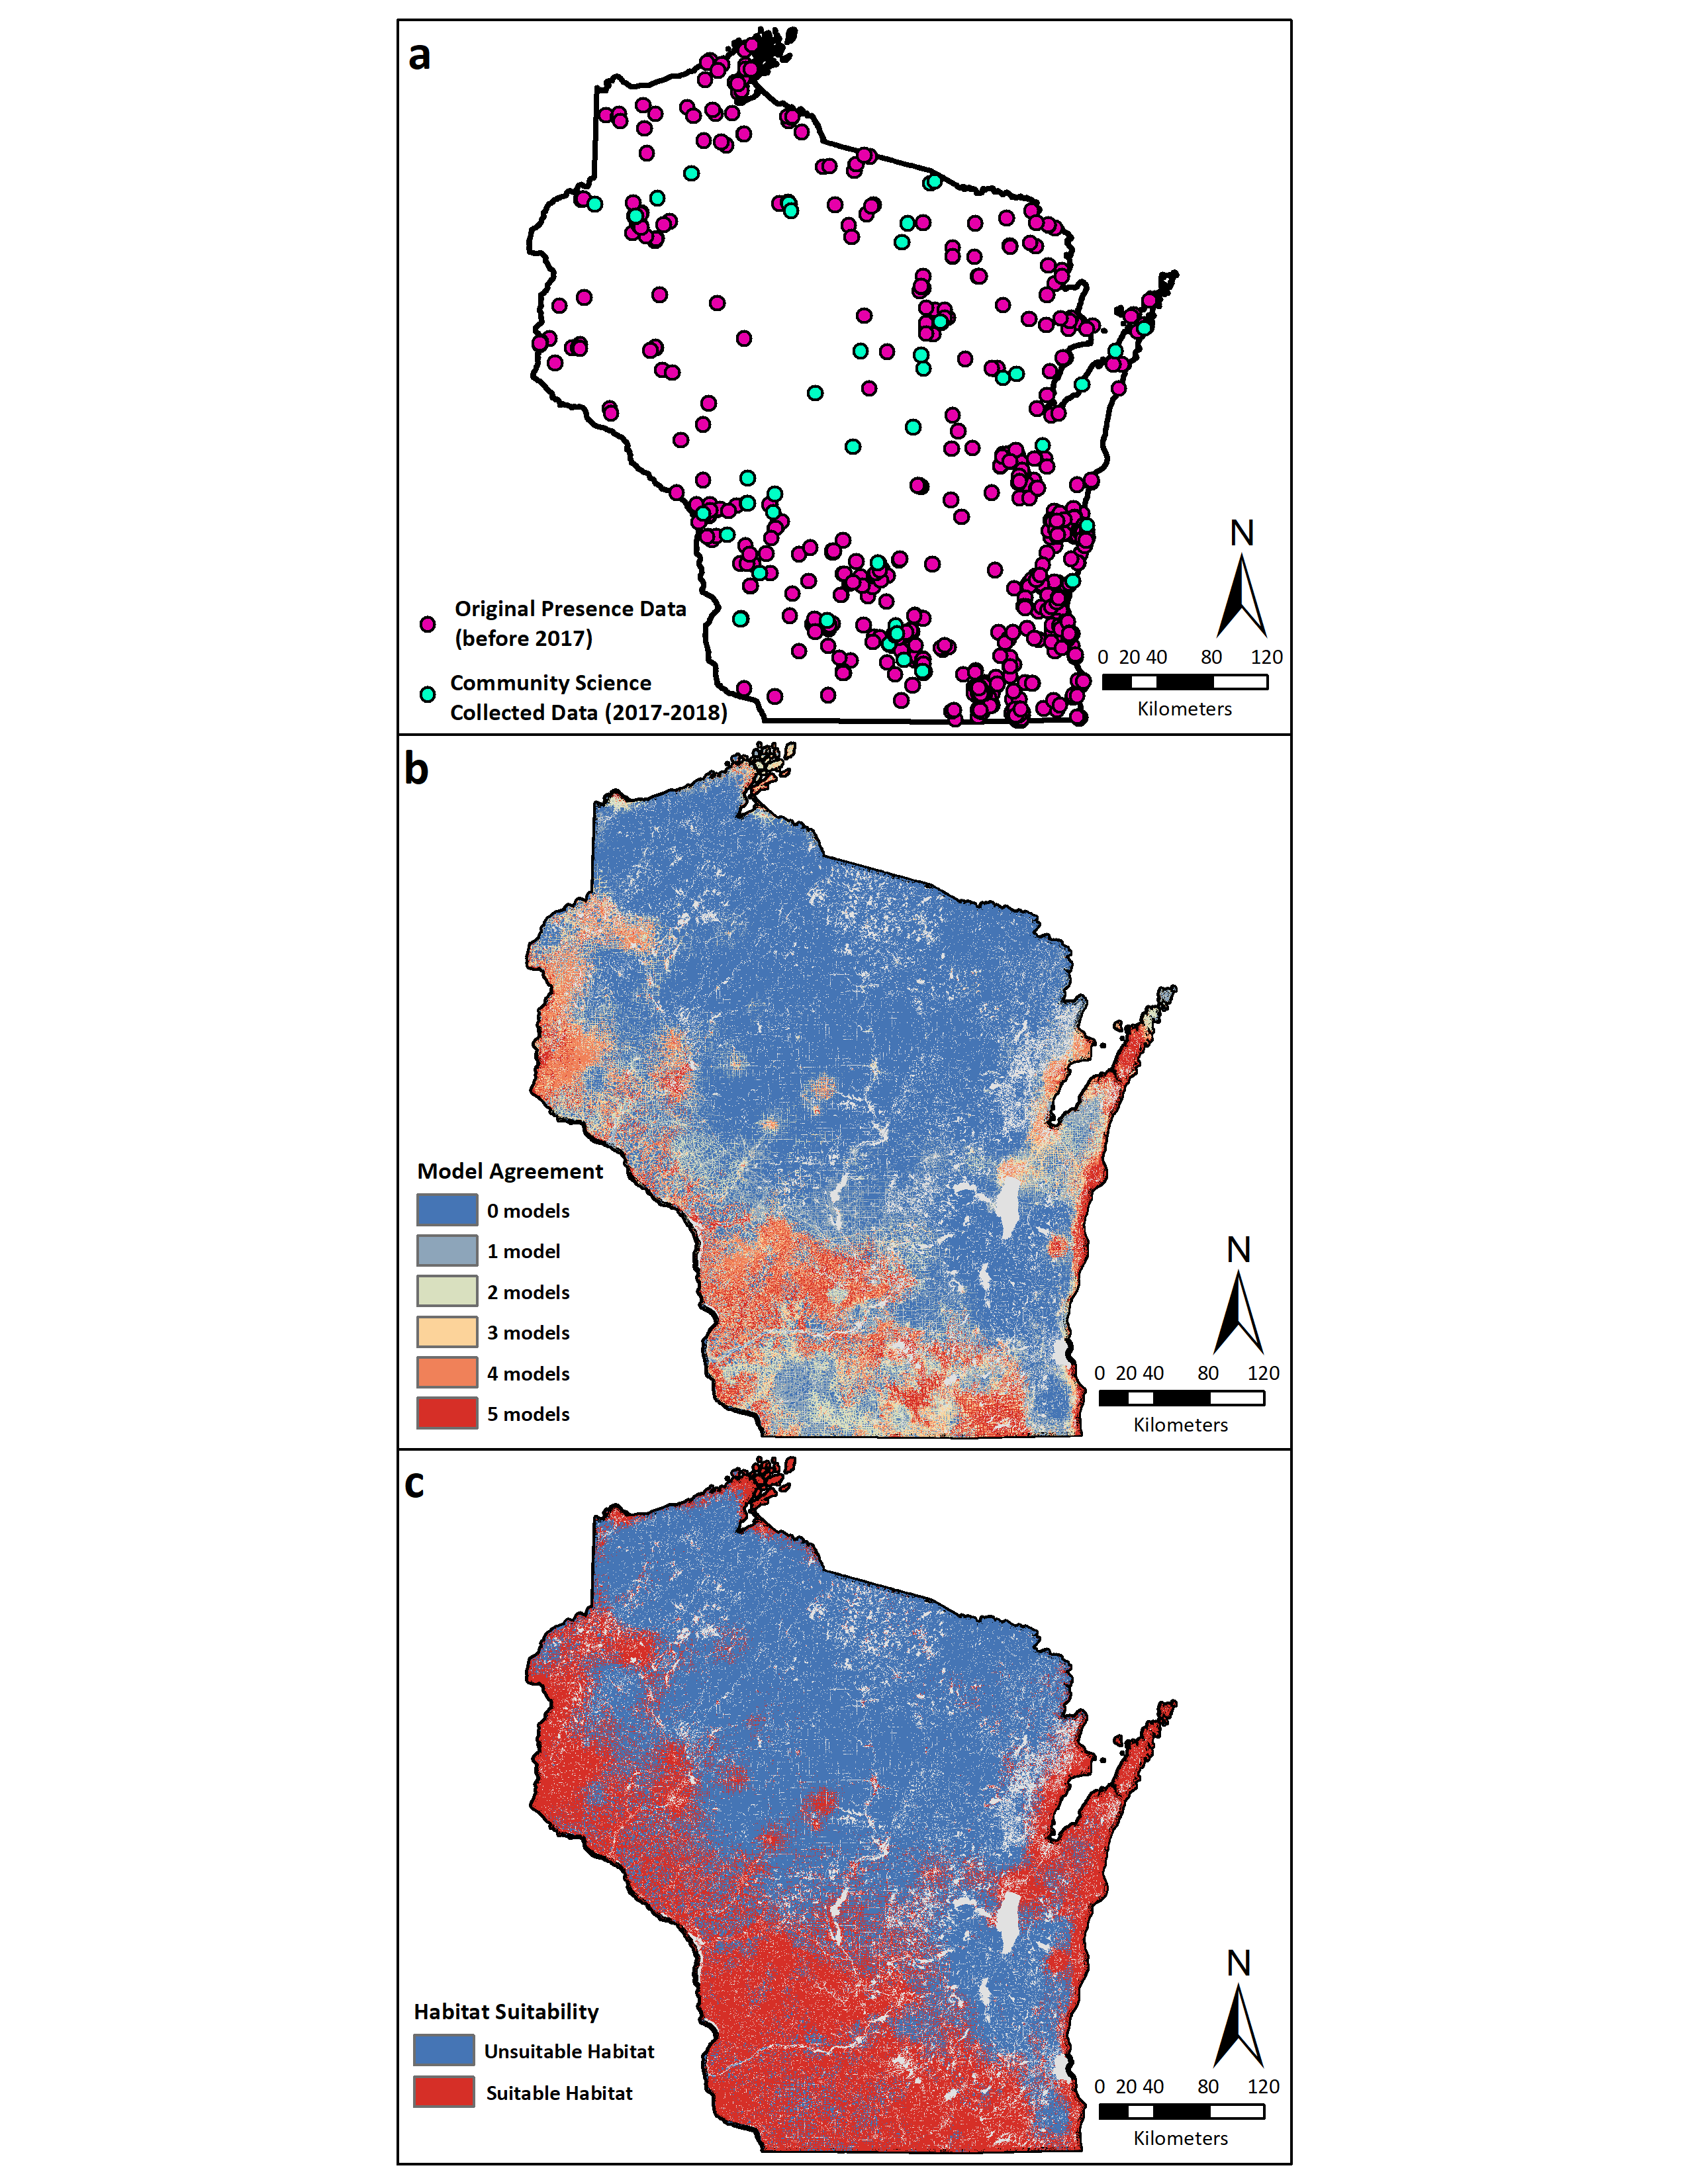 a
N
Original Presence Data
(before 2017)
0 20 40 80 120
Kilometers
Community Science
Collected Data (2017-2018)
b
Model Agreement
0 models
1 model
2 models
3 models
4 models
5 models
N
0 20 40 80 120
Kilometers
c
N
Habitat Suitability
Unsuitable Habitat
Suitable Habitat
0 20 40 80 120
Kilometers